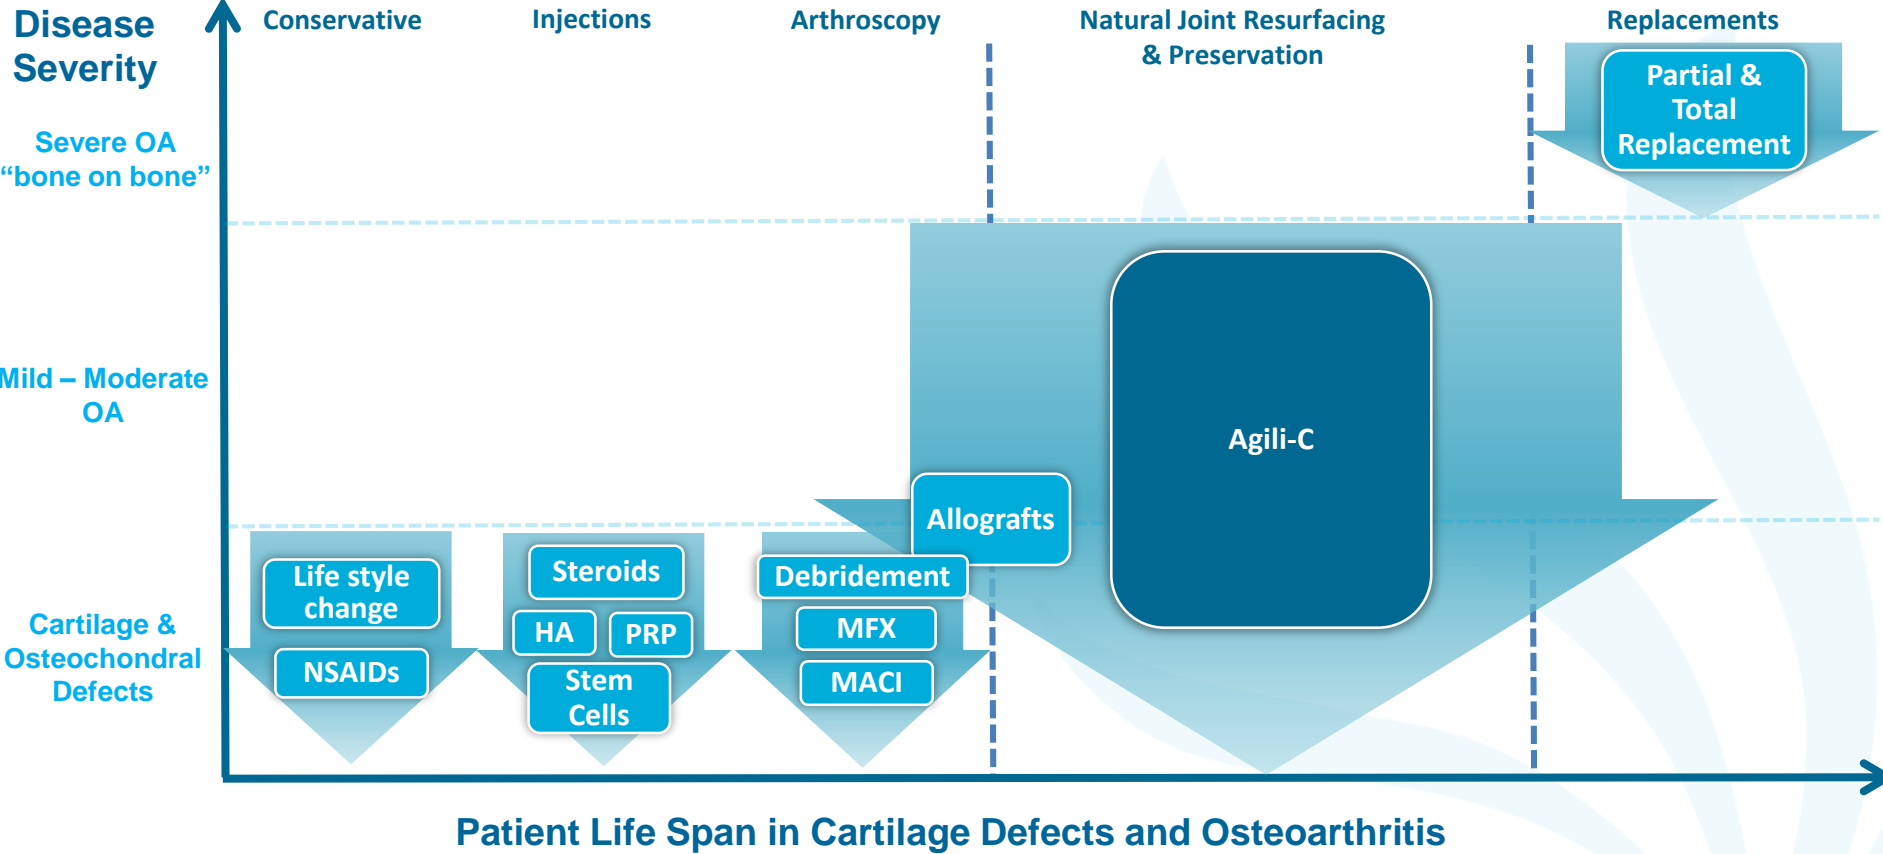 Disease
Severity
Conservative
Injections
Arthroscopy
Natural Joint Resurfacing
& Preservation
Replacements
Partial &
Total
Replacement
Severe OA
“bone on bone”
Mild – Moderate
OA
Agili-C
Allografts
Cartilage &
Osteochondral
Defects
Life style
change
NSAIDs
Steroids
HA
PRP
Stem
Cells
Debridement
MFX
MACI
Patient Life Span in Cartilage Defects and Osteoarthritis